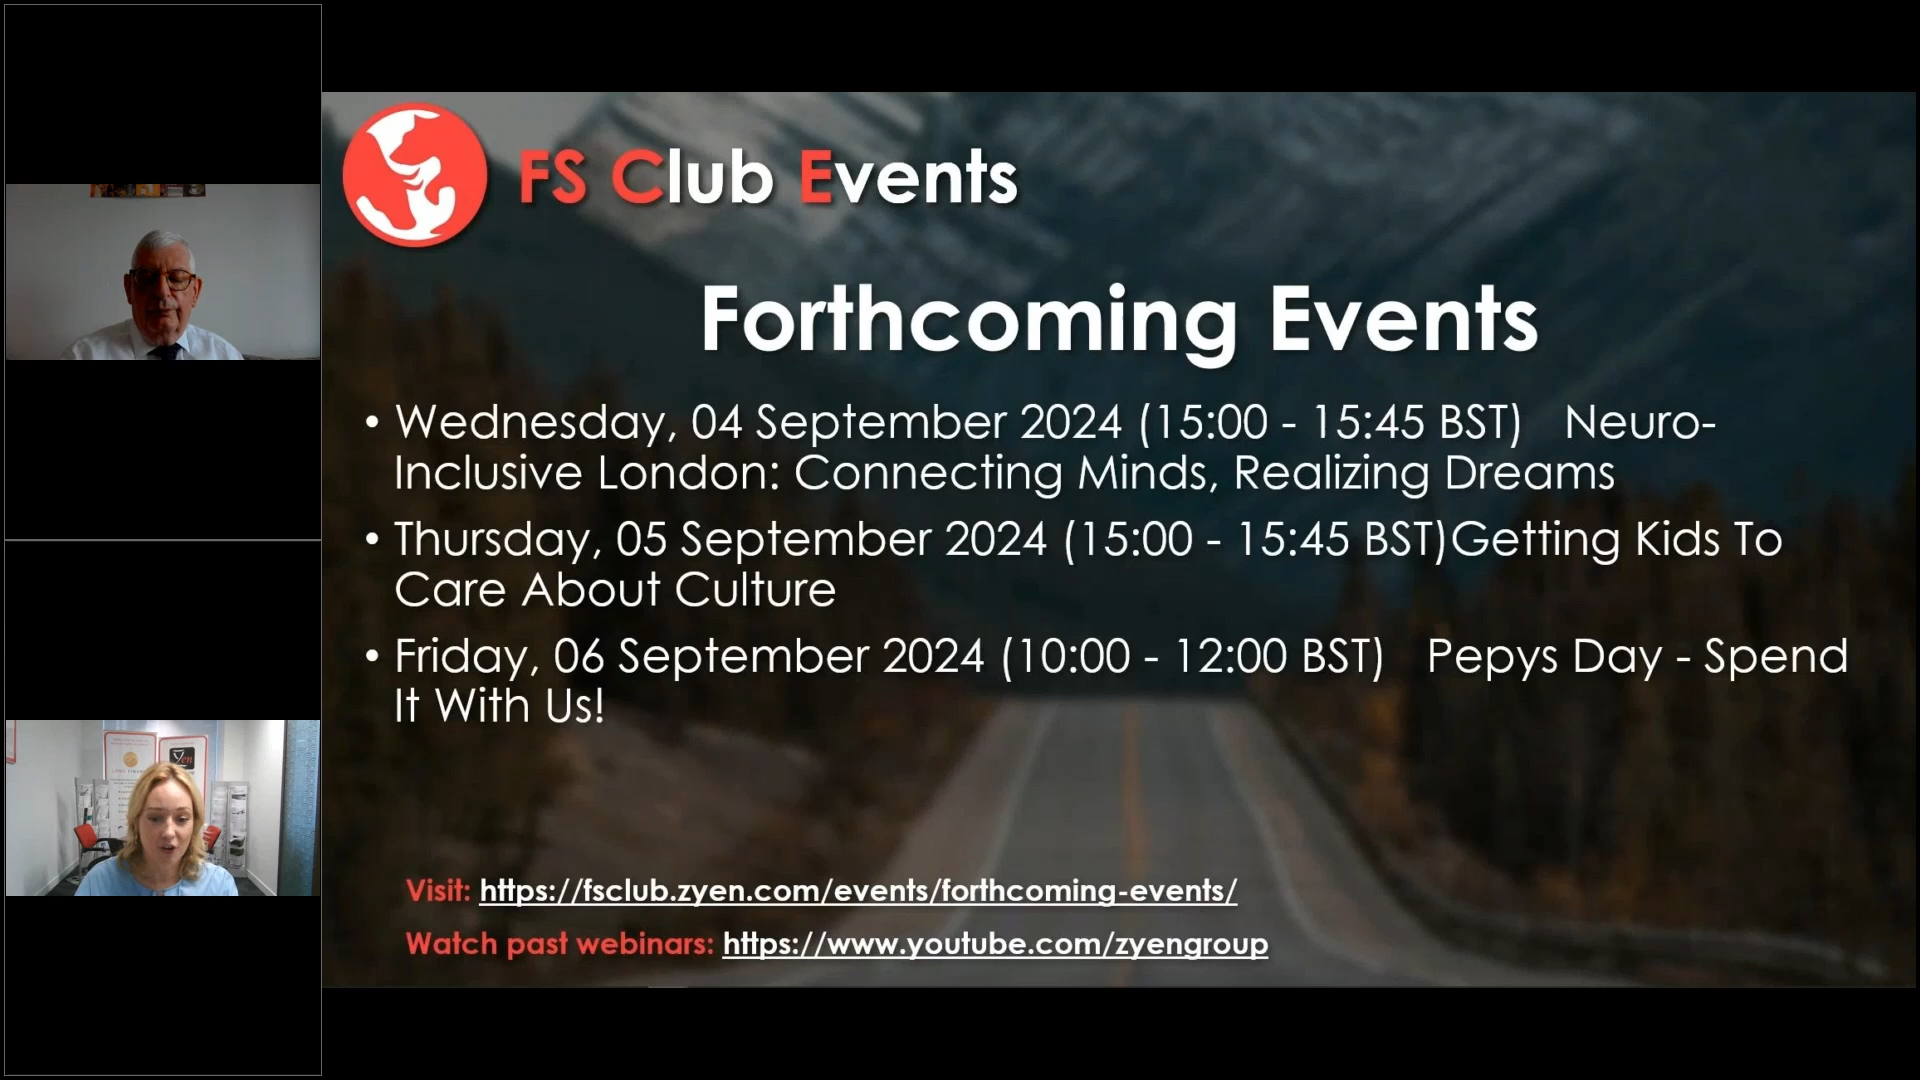 FS Club Events
Forthcoming Events
• Wednesday, 04 September 2024 (15:00 - 15:45 BST)   Neuro-
Inclusive London: Connecting Minds, Realizing Dreams
• Thursday, 05 September 2024 (15:00 - 15:45 BST)Getting Kids To
Care About Culture
• Friday, 06 September 2024 (10:00 - 12:00 BST)   Pepys Day - Spend
It With Us!
Visit: https://fsclub.zyen.com/events/forthcoming-events/
Watch past webinars: https://www.youtube.com/zyengroup